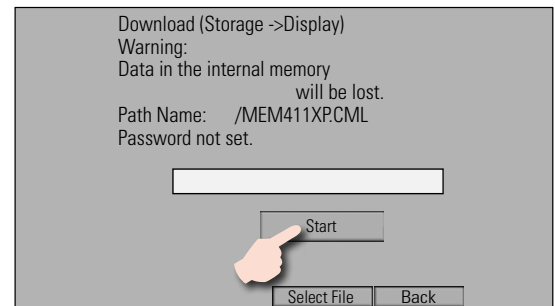 Download (Storage ->Display)
Warning:
Data in the internal memory
will be lost.
Path Name: /MEM411XP.CML
Password not set.
Start
Select File Back